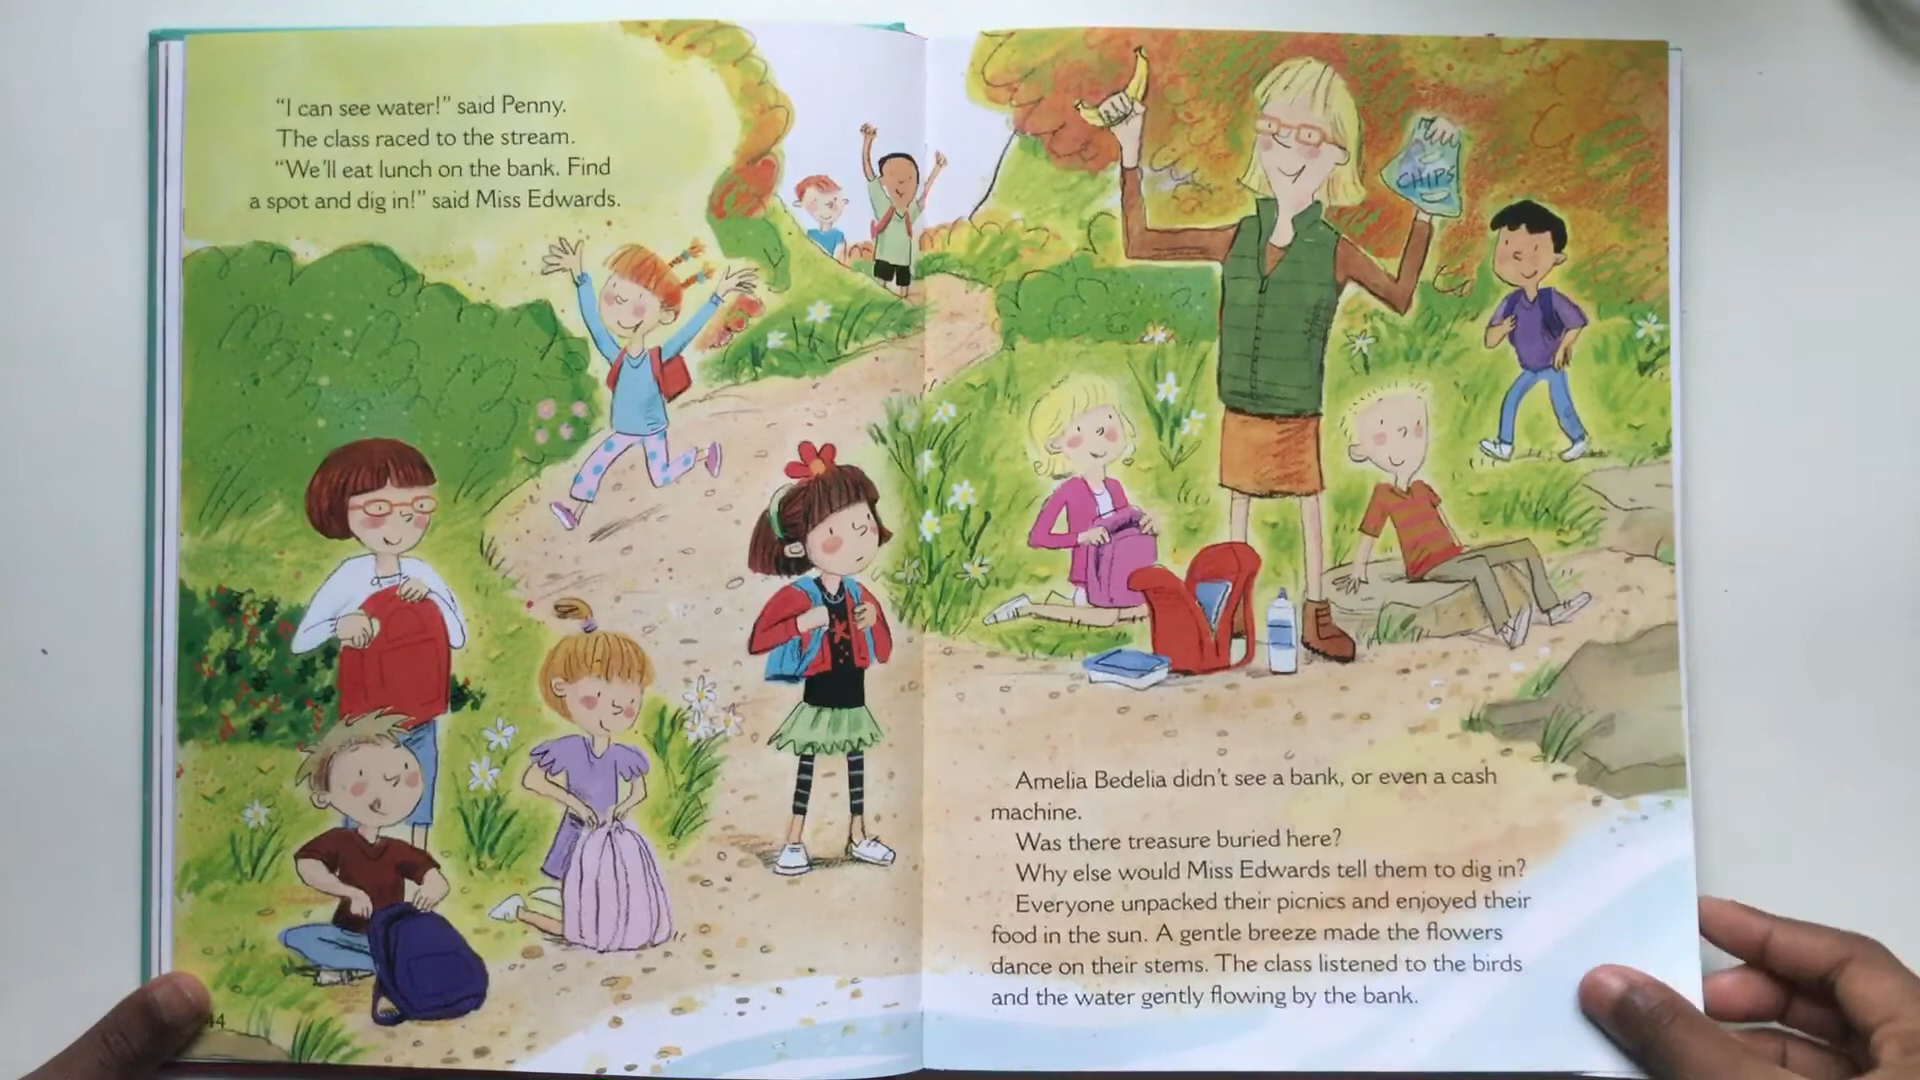 “I can see water!” said Penny.
The class raced to the stream.
“We’ll eat lunch on the bank. Find
a spot and dig in!” said Miss Edwards.
CHIPS
Amelia Bedelia didn’t see a bank, or even a cash
machine.
Was there treasure buried here?
Why else would Miss Edwards tell them to dig in?
Everyone unpacked their picnics and enjoyed their
food in the sun. A gentle breeze made the flowers
dance on their stems. The class listened to the birds
and the water gently flowing by the bank.
44